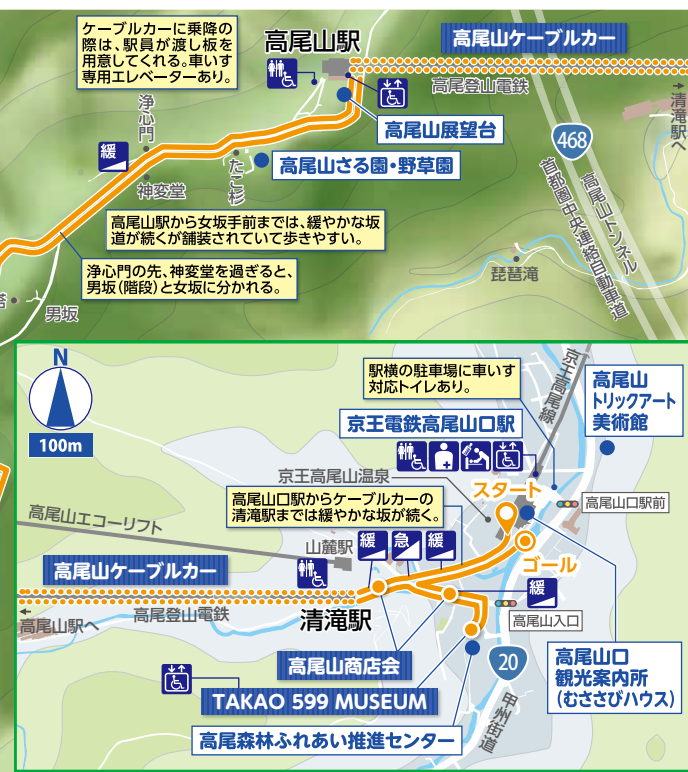 ケーブルカーに乗降の
際は、駅員が渡し板を
用意してくれる。車いす
専用エレベーターあり。
高尾山駅
高尾山ケーブルカー
高尾登山電鉄
清滝駅へ
浄心門
緩
高尾山展望台
468
たこ杉
高尾山さる園・野草園
神変堂
高尾山トンネル
首都圏中央連絡自動車道
高尾山駅から女坂手前までは、緩やかな坂
道が続くが舗装されていて歩きやすい。
浄心門の先、神変堂を過ぎると、
男坂(階段)と女坂に分かれる。
琵琶滝
塔
男坂
N
100m
駅横の駐車場に車いす
対応トイレあり。
京王高尾線
高尾山
トリックアート
美術館
京王電鉄高尾山口駅
京王高尾山温泉
スタート
高尾山口駅からケーブルカーの
清滝駅までは緩やかな坂が続く。
高尾山口駅前
高尾山エコーリフト
山麓駅
緩
急
緩
ゴール
高尾山ケーブルカー
緩
高尾山駅へ
高尾登山電鉄
清滝駅
高尾山入口
高尾山商店会
20
高尾山口
観光案内所
(むささびハウス)
TAKAO 599 MUSEUM
甲州街道
高尾森林ふれあい推進センター